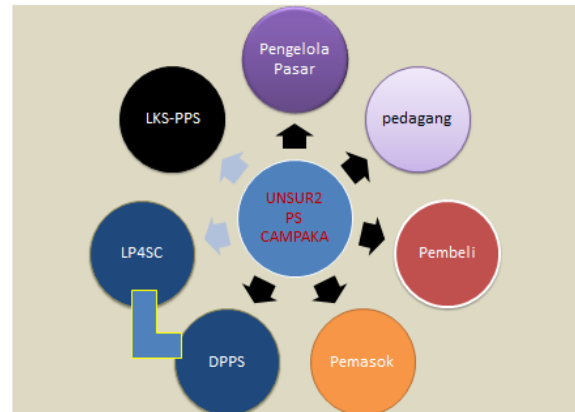 Pengelola
Pasar
LKS-PPS
pedagang
UNSUR2
PS
CAMPAKA
LP4SC
Pembeli
DPPS
Pemasok